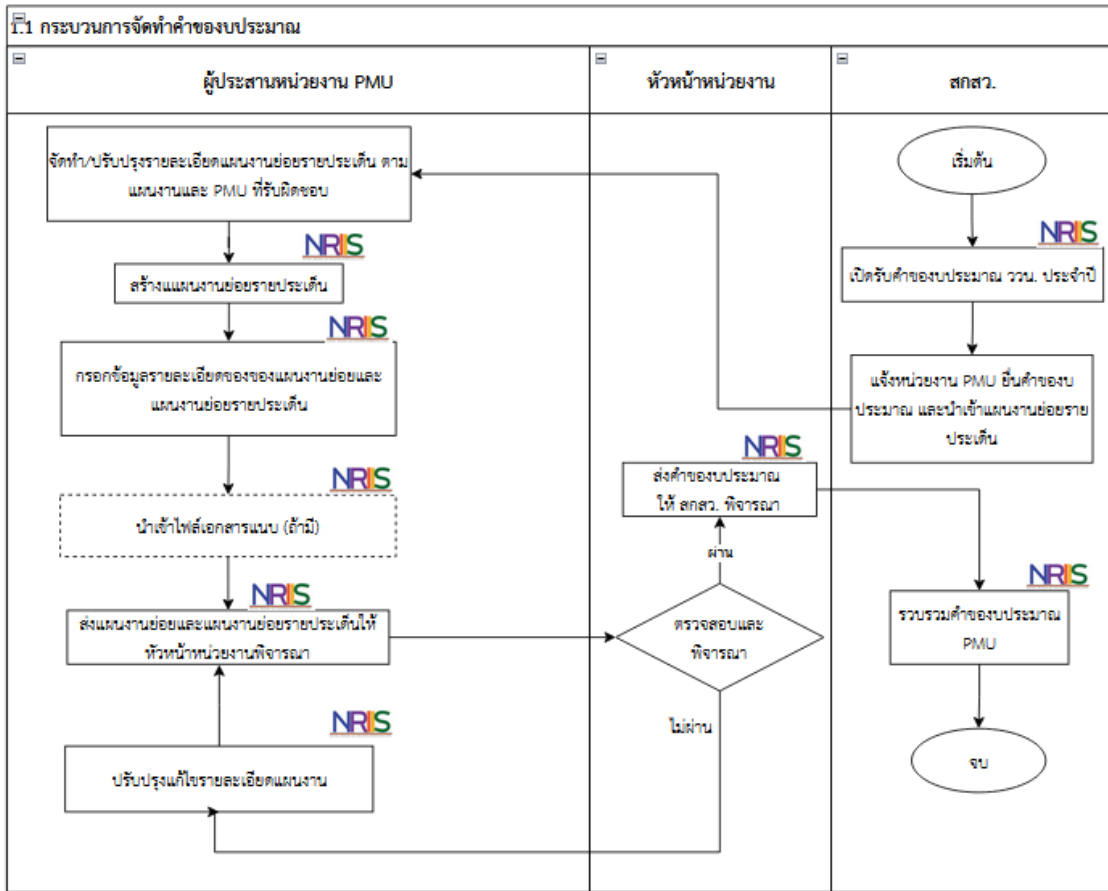 1.1 กระบวนการจัดทำคำของบประมาณ
ผู้ประสานหน่วยงาน PMU
หัวหน้าหน่วยงาน
สกสว.
จัดทำ/ปรับปรุงรายละเอียดแผนงานย่อยรายประเด็น ตาม
แผนงานและ PMU ที่รับผิดชอบ
NRIIS
สร้างแแผนงานย่อยรายประเด็น
NRIIS
กรอกข้อมูลรายละเอียดของของแผนงานย่อยและ
แผนงานย่อยรายประเด็น
NRIIS
นำเข้าไฟล์เอกสารแนบ (ถ้ามี)
NRIIS
ส่งแผนงานย่อยและแผนงานย่อยรายประเด็นให้
หัวหน้าหน่วยงานพิจารณา
NRIIS
ปรับปรุงแก้ไขรายละเอียดแผนงาน
NRIIS
ส่งคำของบประมาณ
ให้ สกสว. พิจารณา
ผ่าน
ตรวจสอบและ
พิจารณา
ไม่ผ่าน
เริ่มต้น
NRIIS
เปิดรับคำของบประมาณ ววน. ประจำปี
แจ้งหน่วยงาน PMU ยื่นคำของบ
ประมาณ และนำเข้าแผนงานย่อยราย
ประเด็น
NRIIS
รวบรวมคำของบประมาณ
PMU
จบ